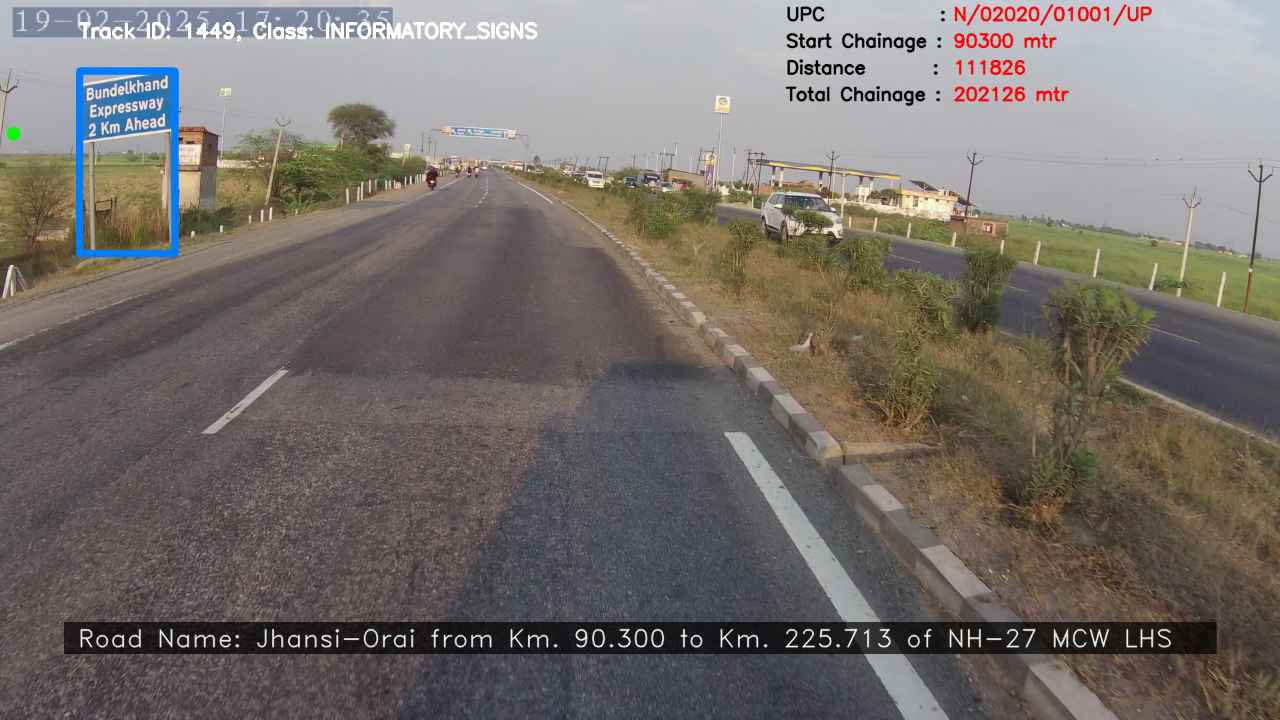 19-02-2025 17:20:35
Track ID: 1449, Class: INFORMATORY_SIGNS
UPC : N/02020/01001/UP
Start Chainage : 90300 mtr
Distance : 111826
Total Chainage : 202126 mtr
Bundelkhand
Expressway
2 Km Ahead
Road Name: Jhansi-Orai from Km. 90.300 to Km. 225.713 of NH-27 MCW LHS